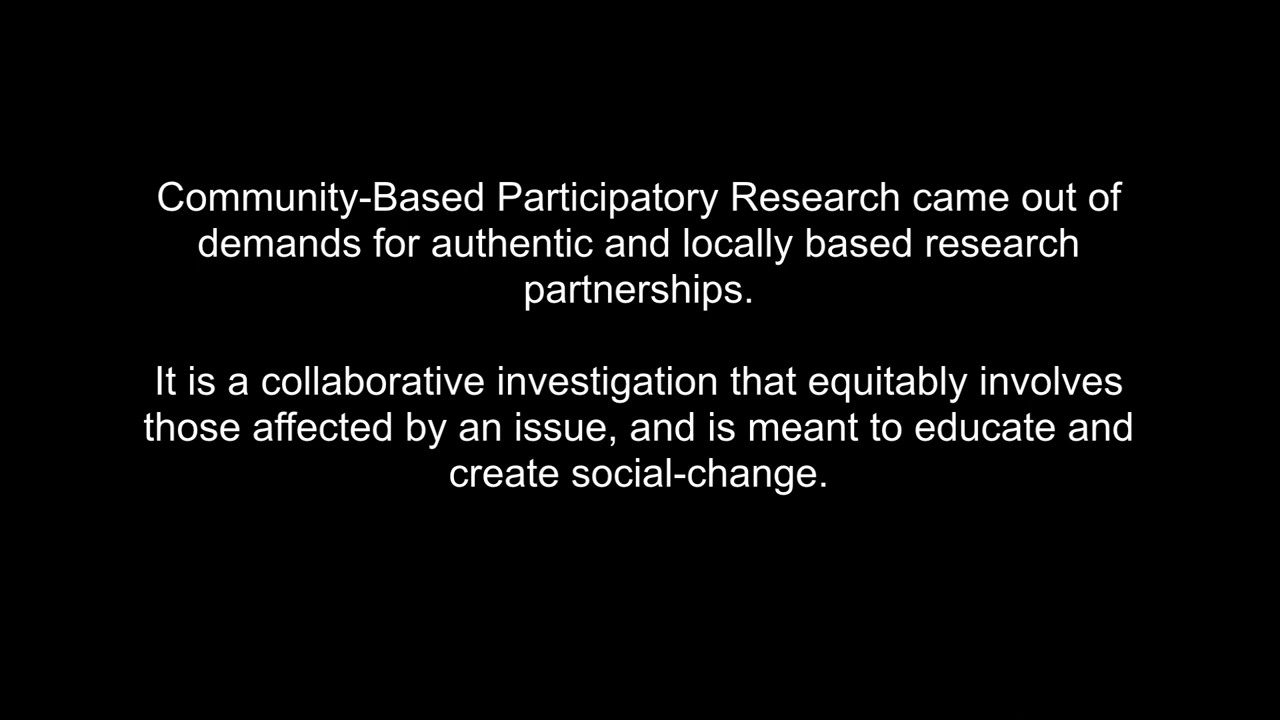 Community-Based Participatory Research came out of
demands for authentic and locally based research
partnerships.
It is a collaborative investigation that equitably involves
those affected by an issue, and is meant to educate and
create social-change.